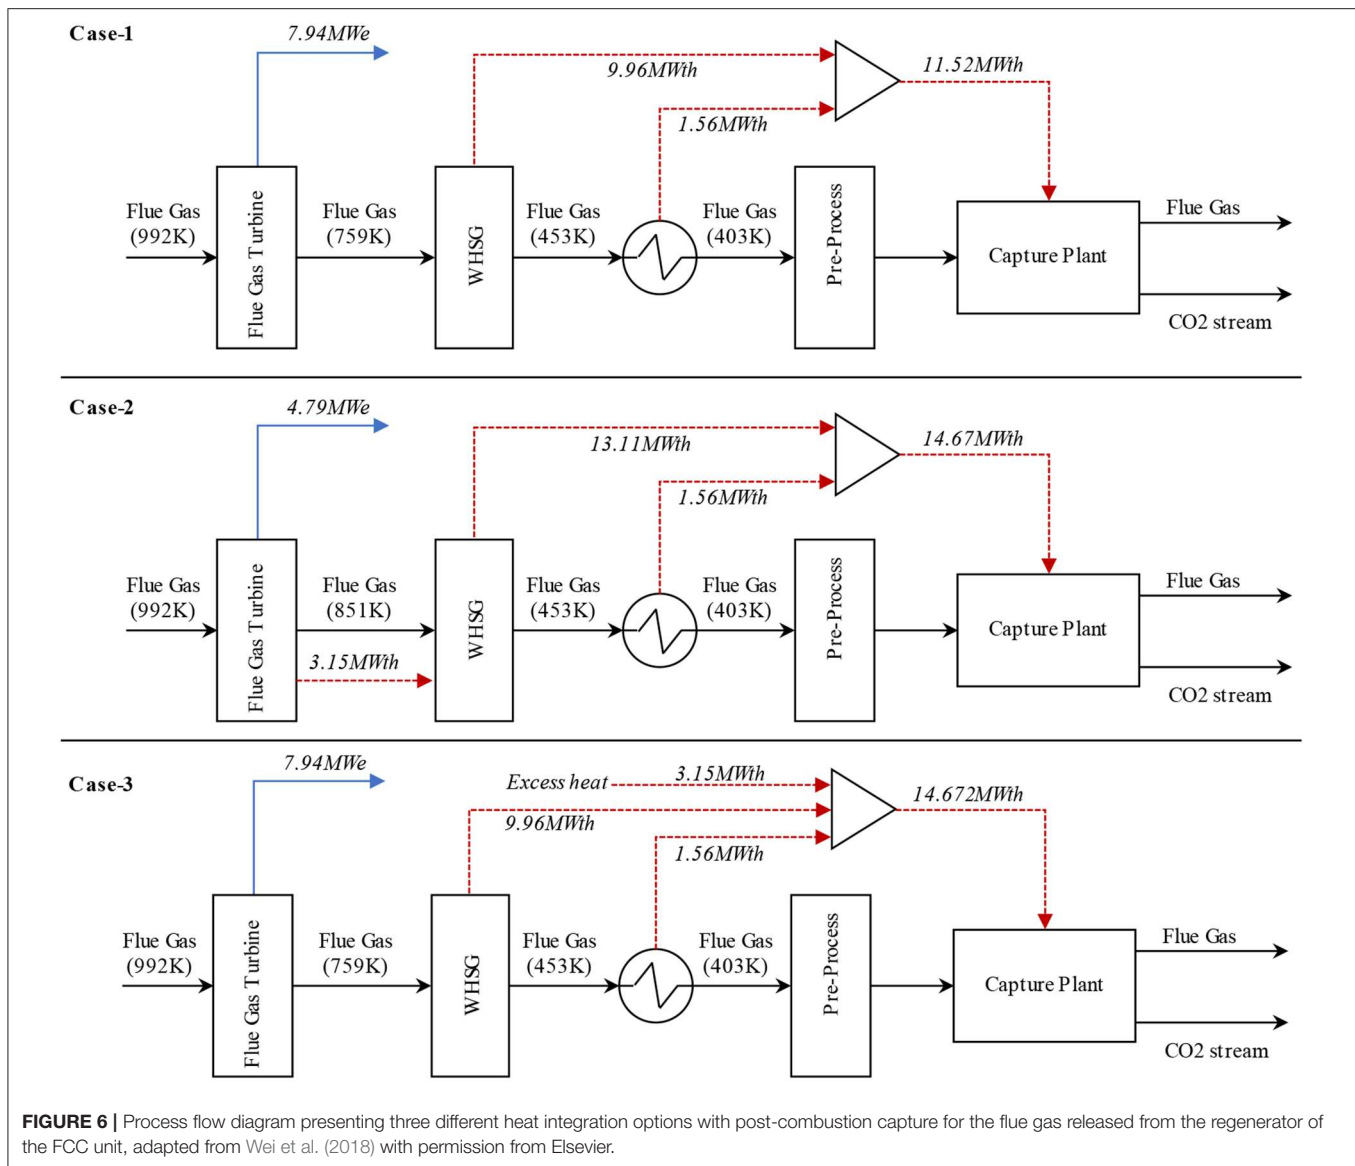 Case-1
7.94MWe
9.96MWth
11.52MWth
1.56MWth
Flue Gas
(992K)
Flue Gas Turbine
Flue Gas
(759K)
WHSG
Flue Gas
(453K)
Flue Gas
(403K)
Pre-Process
Capture Plant
Flue Gas
CO2 stream
Case-2
4.79MWe
13.11MWth
14.67MWth
1.56MWth
Flue Gas
(992K)
Flue Gas Turbine
Flue Gas
(851K)
3.15MWth
WHSG
Flue Gas
(453K)
Flue Gas
(403K)
Pre-Process
Capture Plant
Flue Gas
CO2 stream
Case-3
7.94MWe
Excess heat
3.15MWth
9.96MWth
14.672MWth
1.56MWth
Flue Gas
(992K)
Flue Gas Turbine
Flue Gas
(759K)
WHSG
Flue Gas
(453K)
Flue Gas
(403K)
Pre-Process
Capture Plant
Flue Gas
CO2 stream
FIGURE 6 | Process flow diagram presenting three different heat integration options with post-combustion capture for the flue gas released from the regenerator of
the FCC unit, adapted from Wei et al. (2018) with permission from Elsevier.